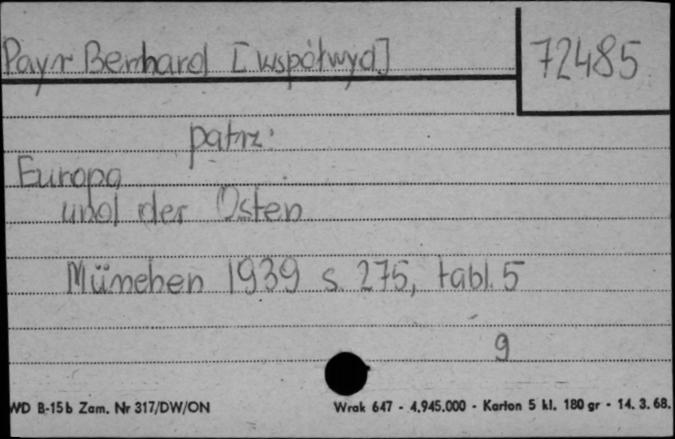 Payr Bernhard [współwyd]
72485
patrz:
Europa
und der Osten
München 1939 s. 275, tabl. 5
9
WD B-15b Zam. Nr 317/DW/ON
Wrak 647 - 4.945.000 - Karton 5 kl. 180 gr - 14. 3. 68.